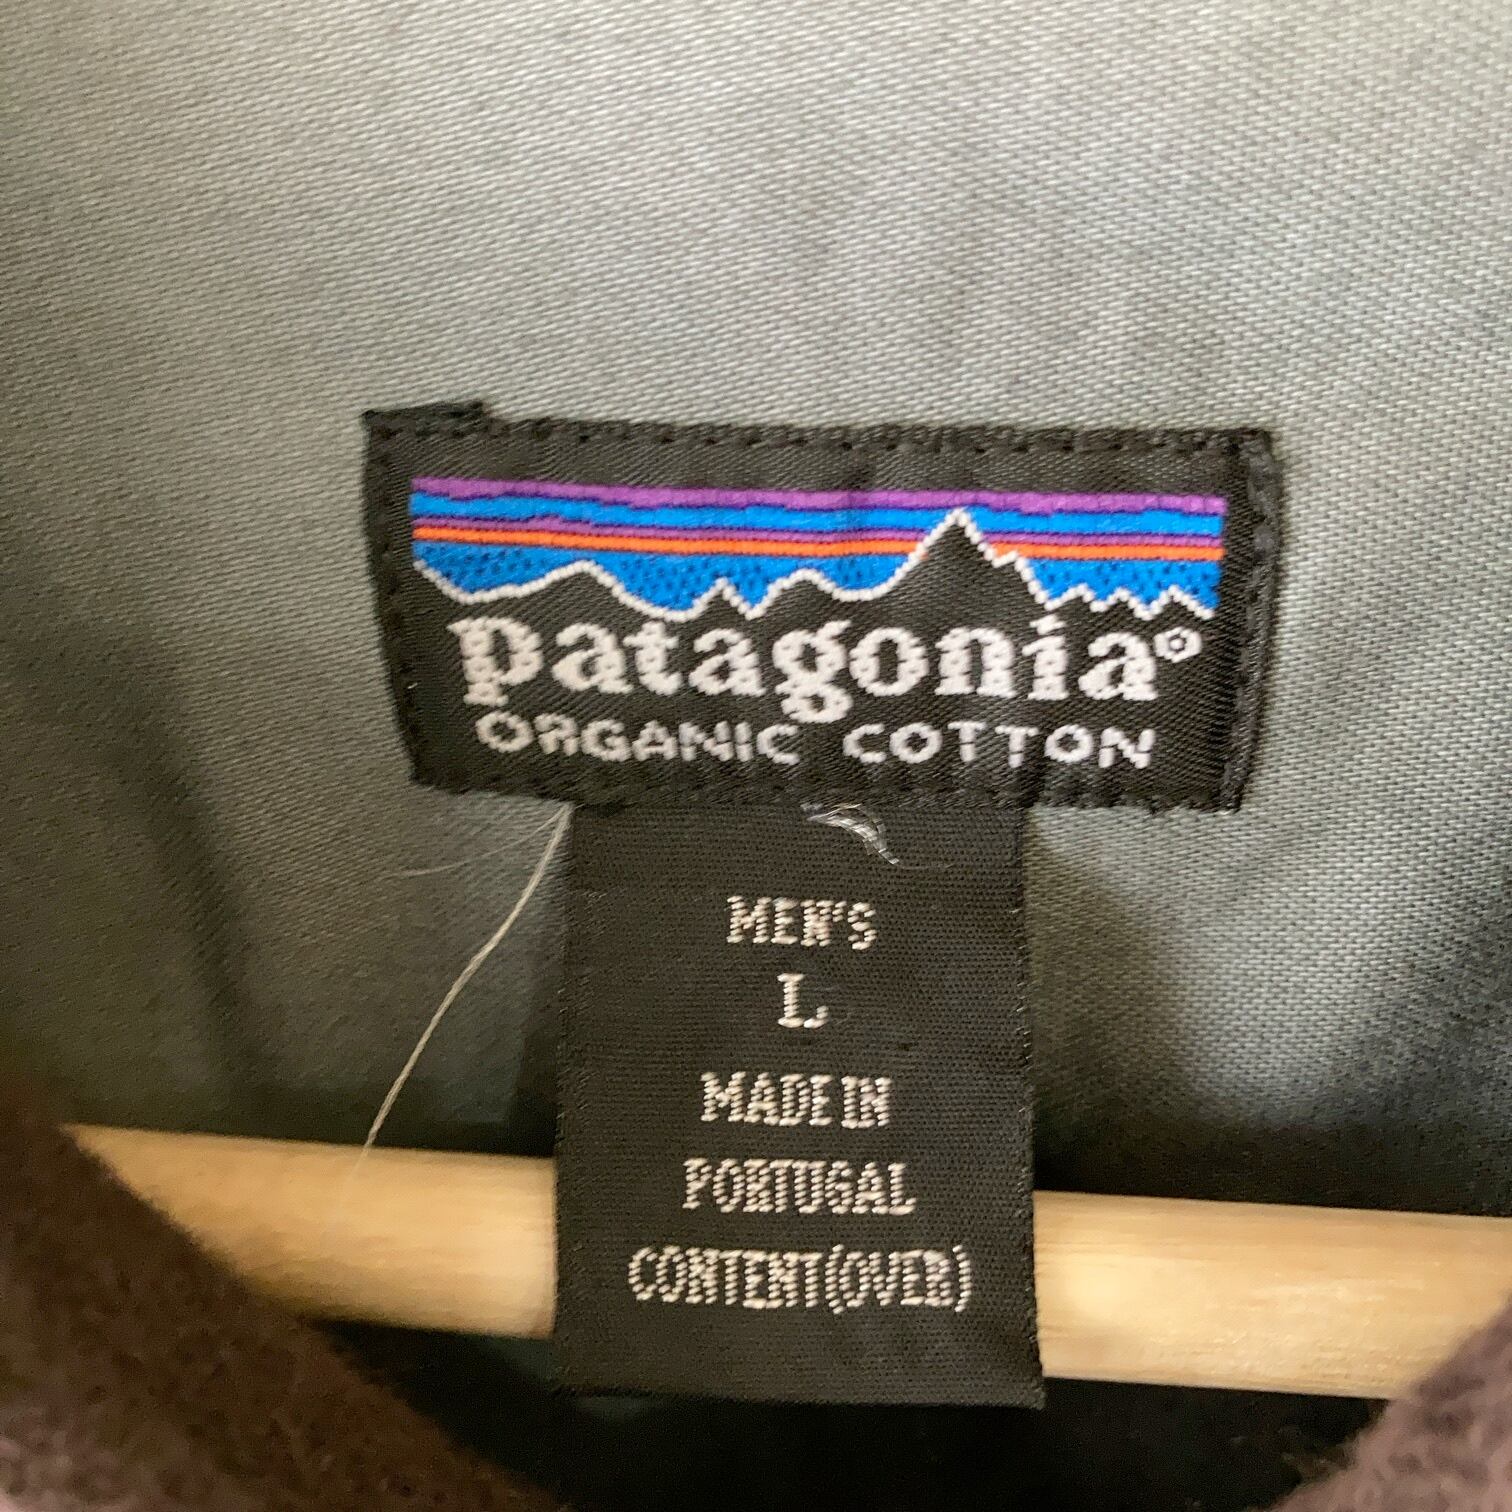 patagonia®
ORGANIC COTTON
MEN'S
L
MADE IN
PORTUGAL
CONTENT(OVER)